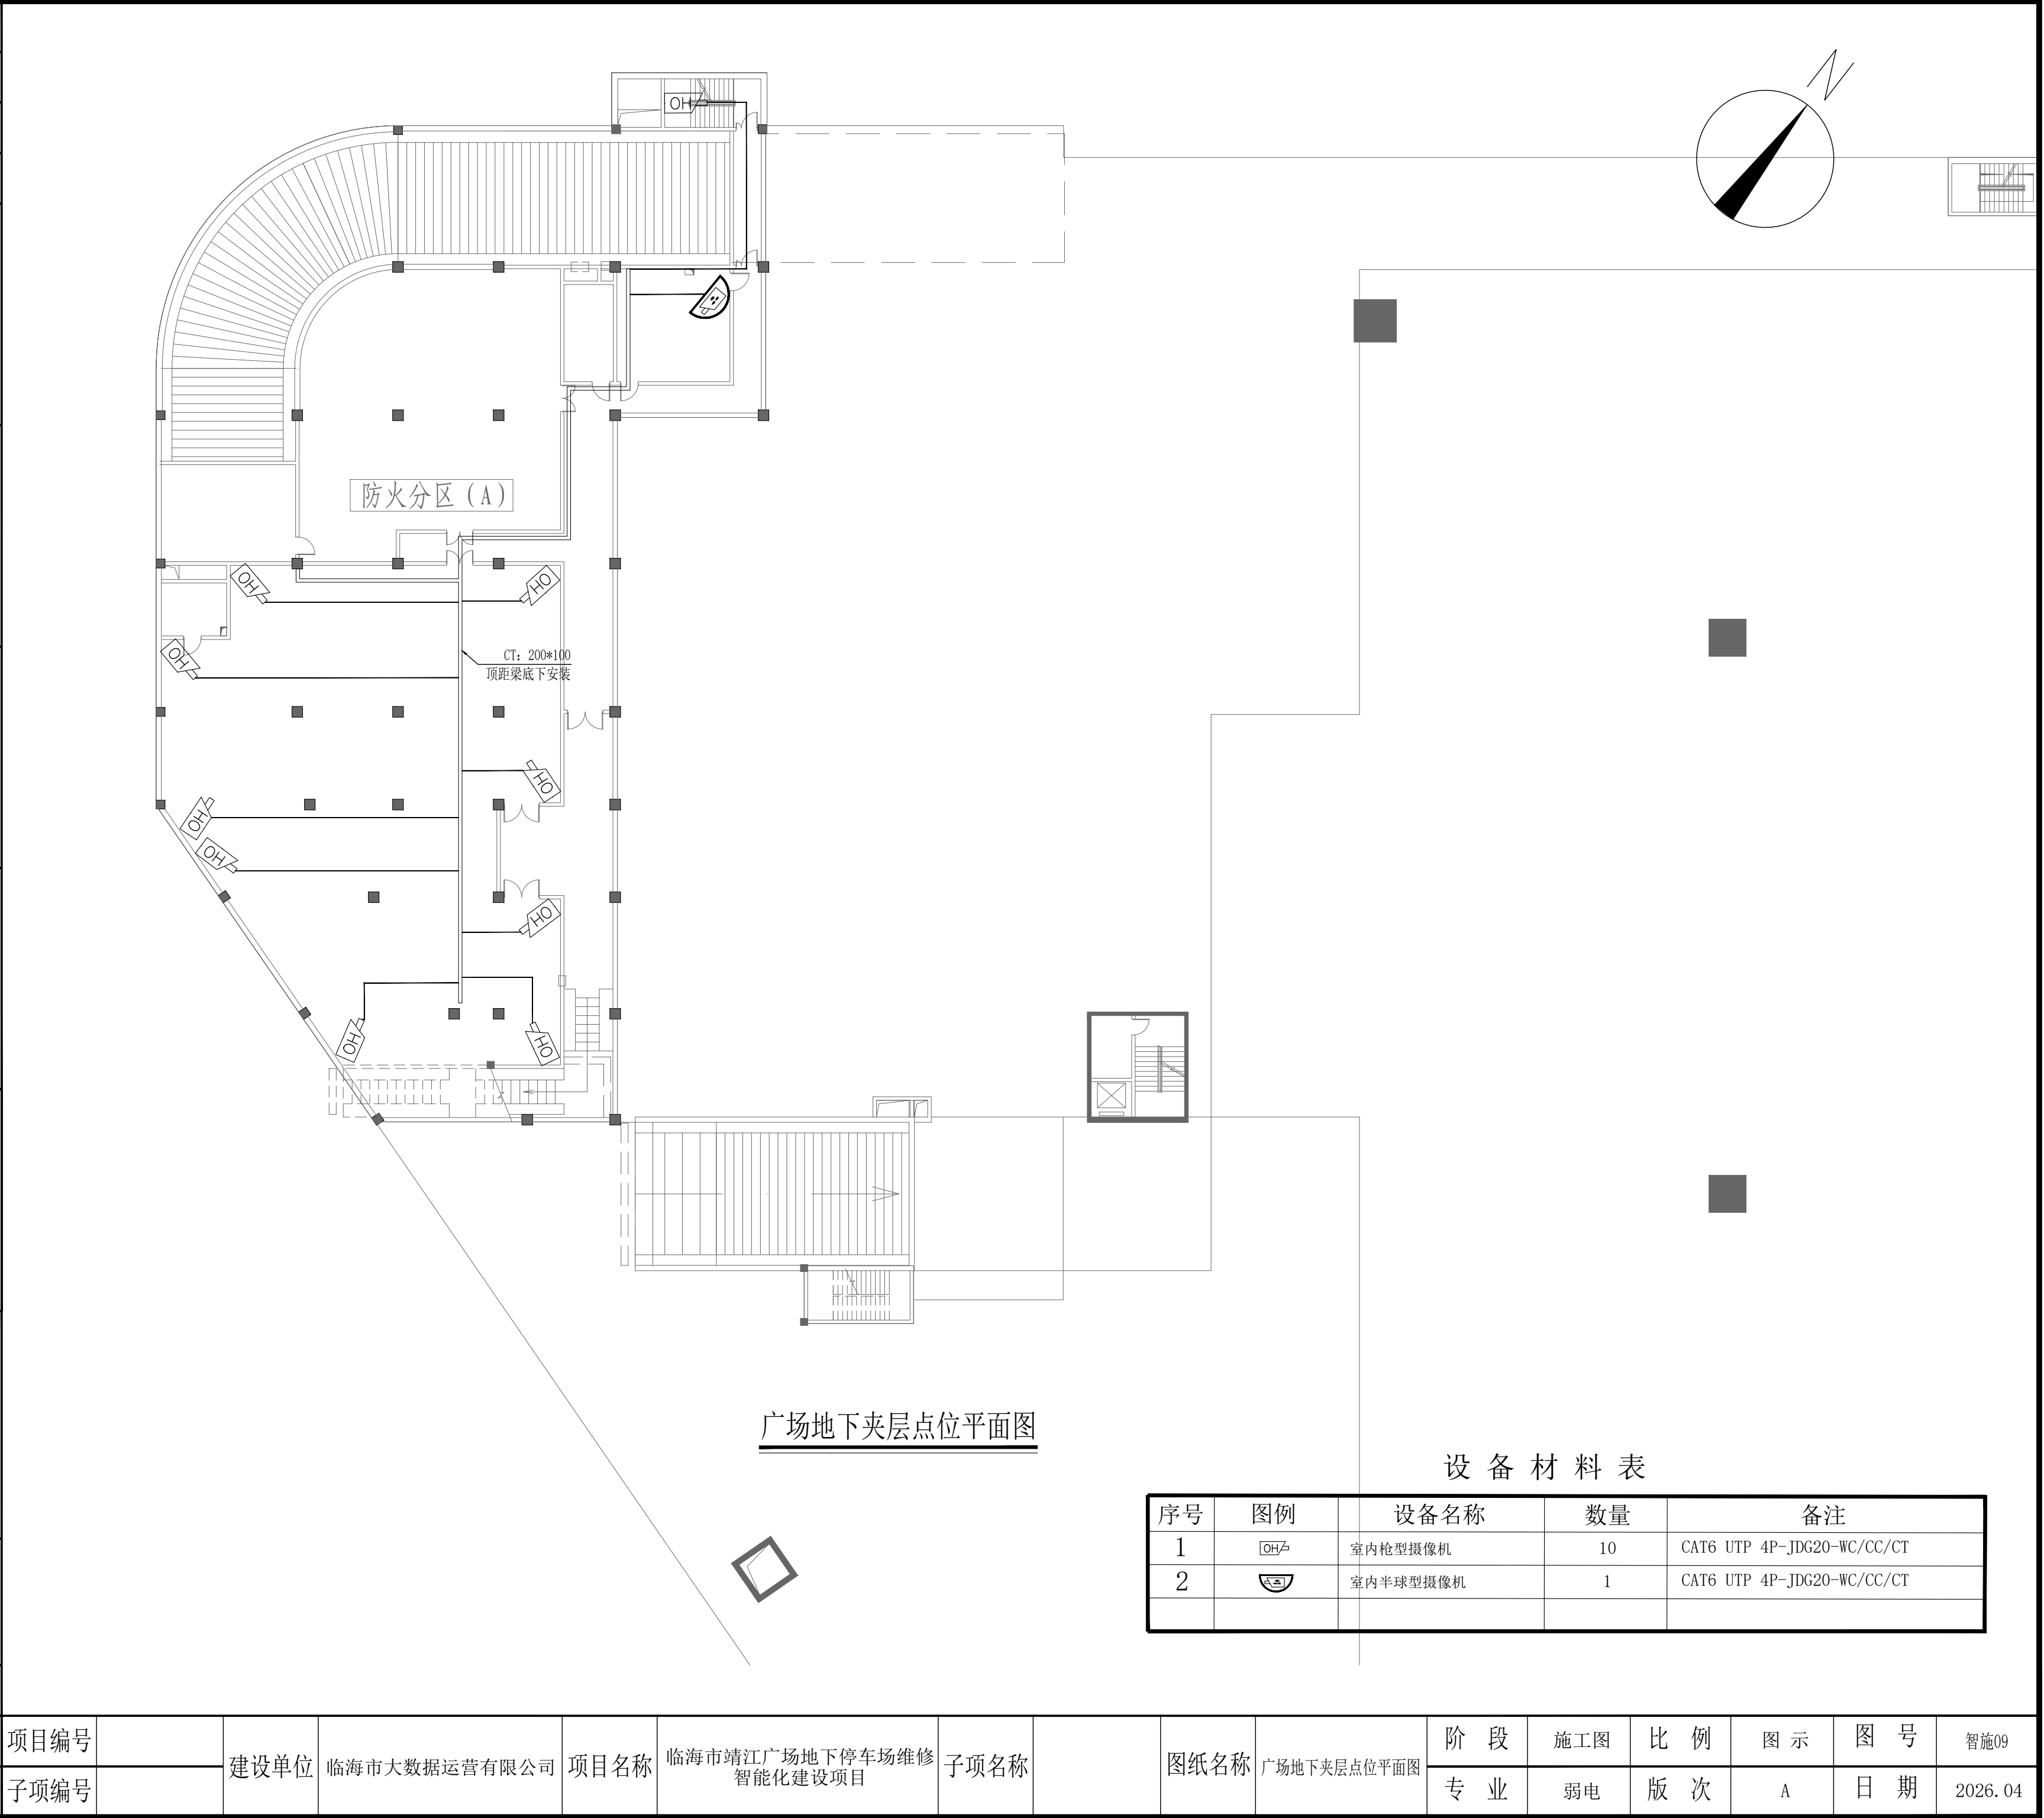 N
OH
防火分区（A）
OH
HO
OH
CT: 200*100
顶距梁底下安装
HO
OH
OH
HO
OH
HO
广场地下夹层点位平面图
设备材料表
序号 图例 设备名称 数量 备注
1 OH 室内枪型摄像机 10 CAT6 UTP 4P-JDG20-WC/CC/CT
2 室内半球型摄像机 1 CAT6 UTP 4P-JDG20-WC/CC/CT
项目编号
子项编号
建设单位 临海市大数据运营有限公司
项目名称 临海市靖江广场地下停车场维修
智能化建设项目
子项名称
图纸名称 广场地下夹层点位平面图
阶段 施工图 比例 图示 图号 智施09
专业 弱电 版次 A 日期 2026.04